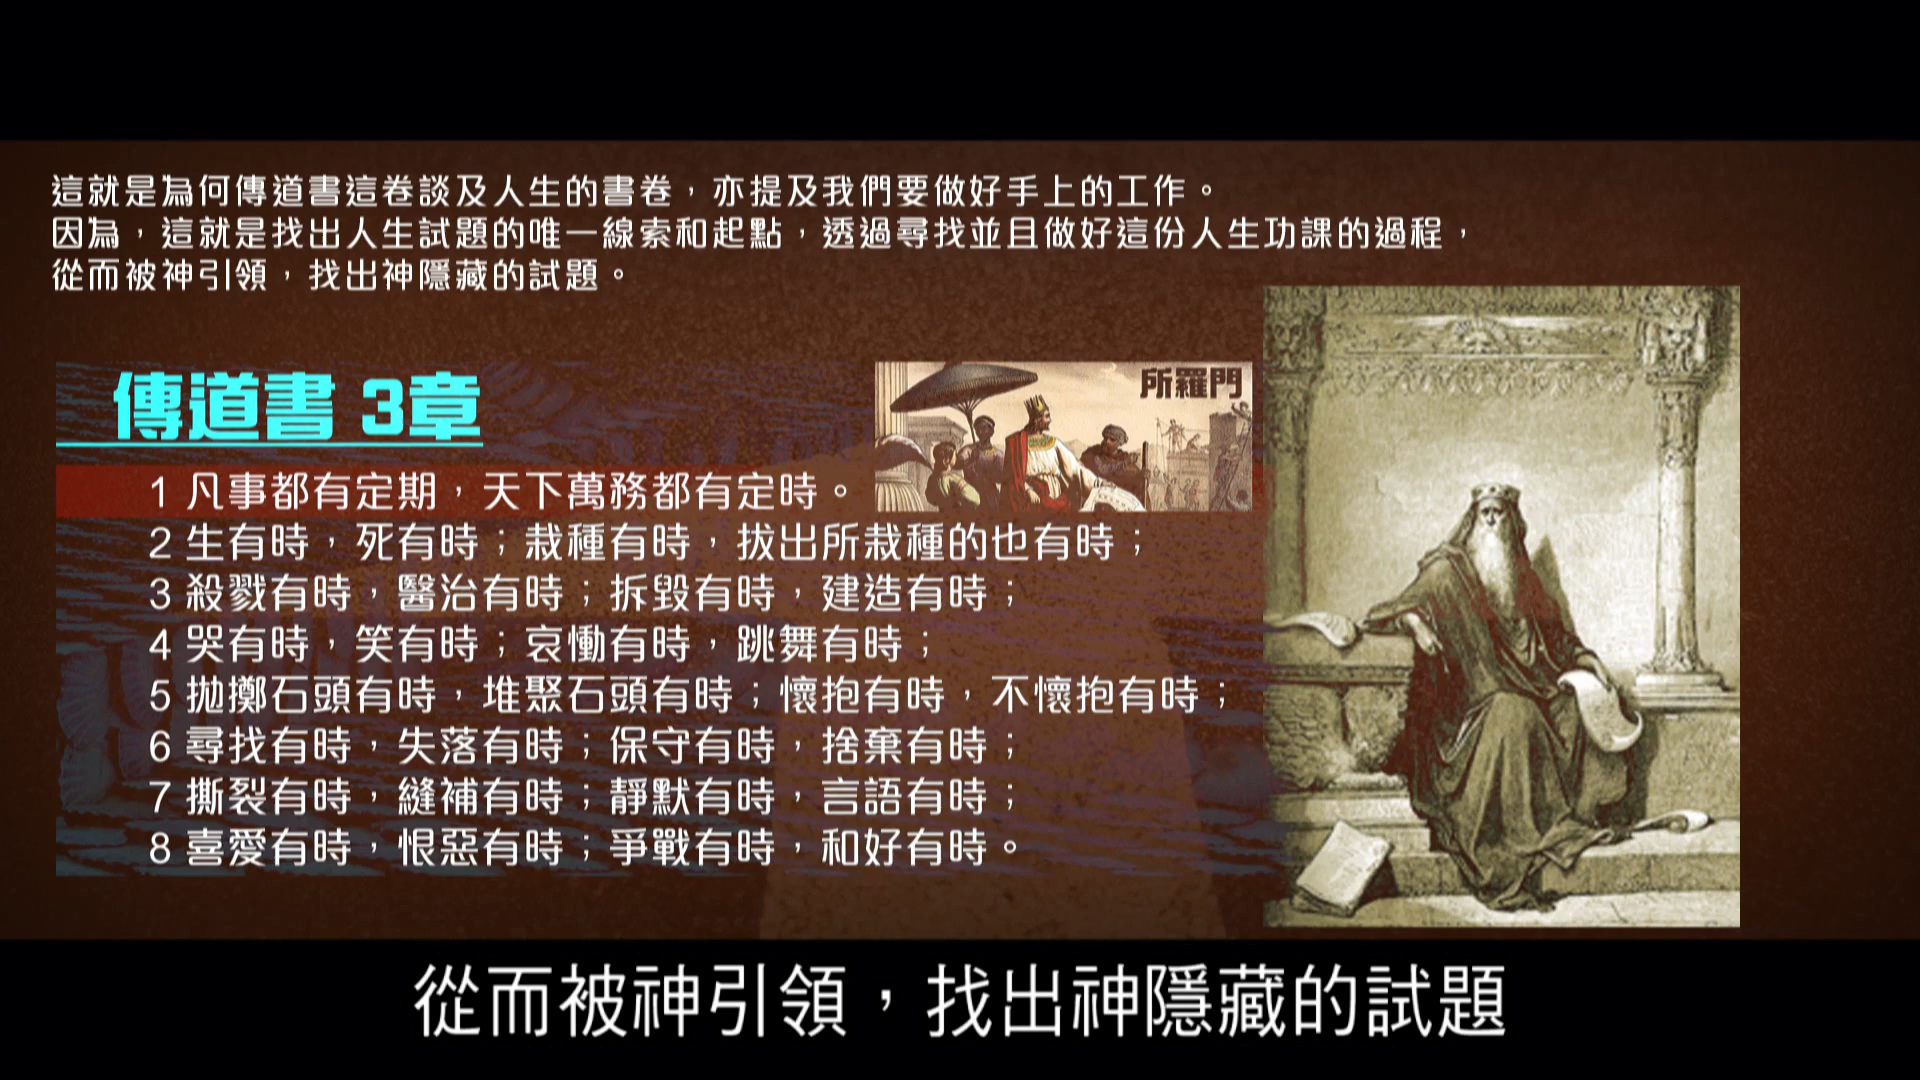 這就是為何傳道書這卷談及人生的書卷，亦提及我們要做好手上的工作。
因為，這就是找出人生試題的唯一線索和起點，透過尋找並且做好這份人生功課的過程，
從而被神引領，找出神隱藏的試題。
傳道書 3章
所羅門
1 凡事都有定期，天下萬務都有定時。
2 生有時，死有時；栽種有時，拔出所栽種的也有時；
3 殺戮有時，醫治有時；拆毀有時，建造有時；
4 哭有時，笑有時；哀慟有時，跳舞有時；
5 拋擲石頭有時，堆聚石頭有時；懷抱有時，不懷抱有時；
6 尋找有時，失落有時；保守有時，捨棄有時；
7 撕裂有時，縫補有時；靜默有時，言語有時；
8 喜愛有時，恨惡有時；爭戰有時，和好有時。
從而被神引領，找出神隱藏的試題